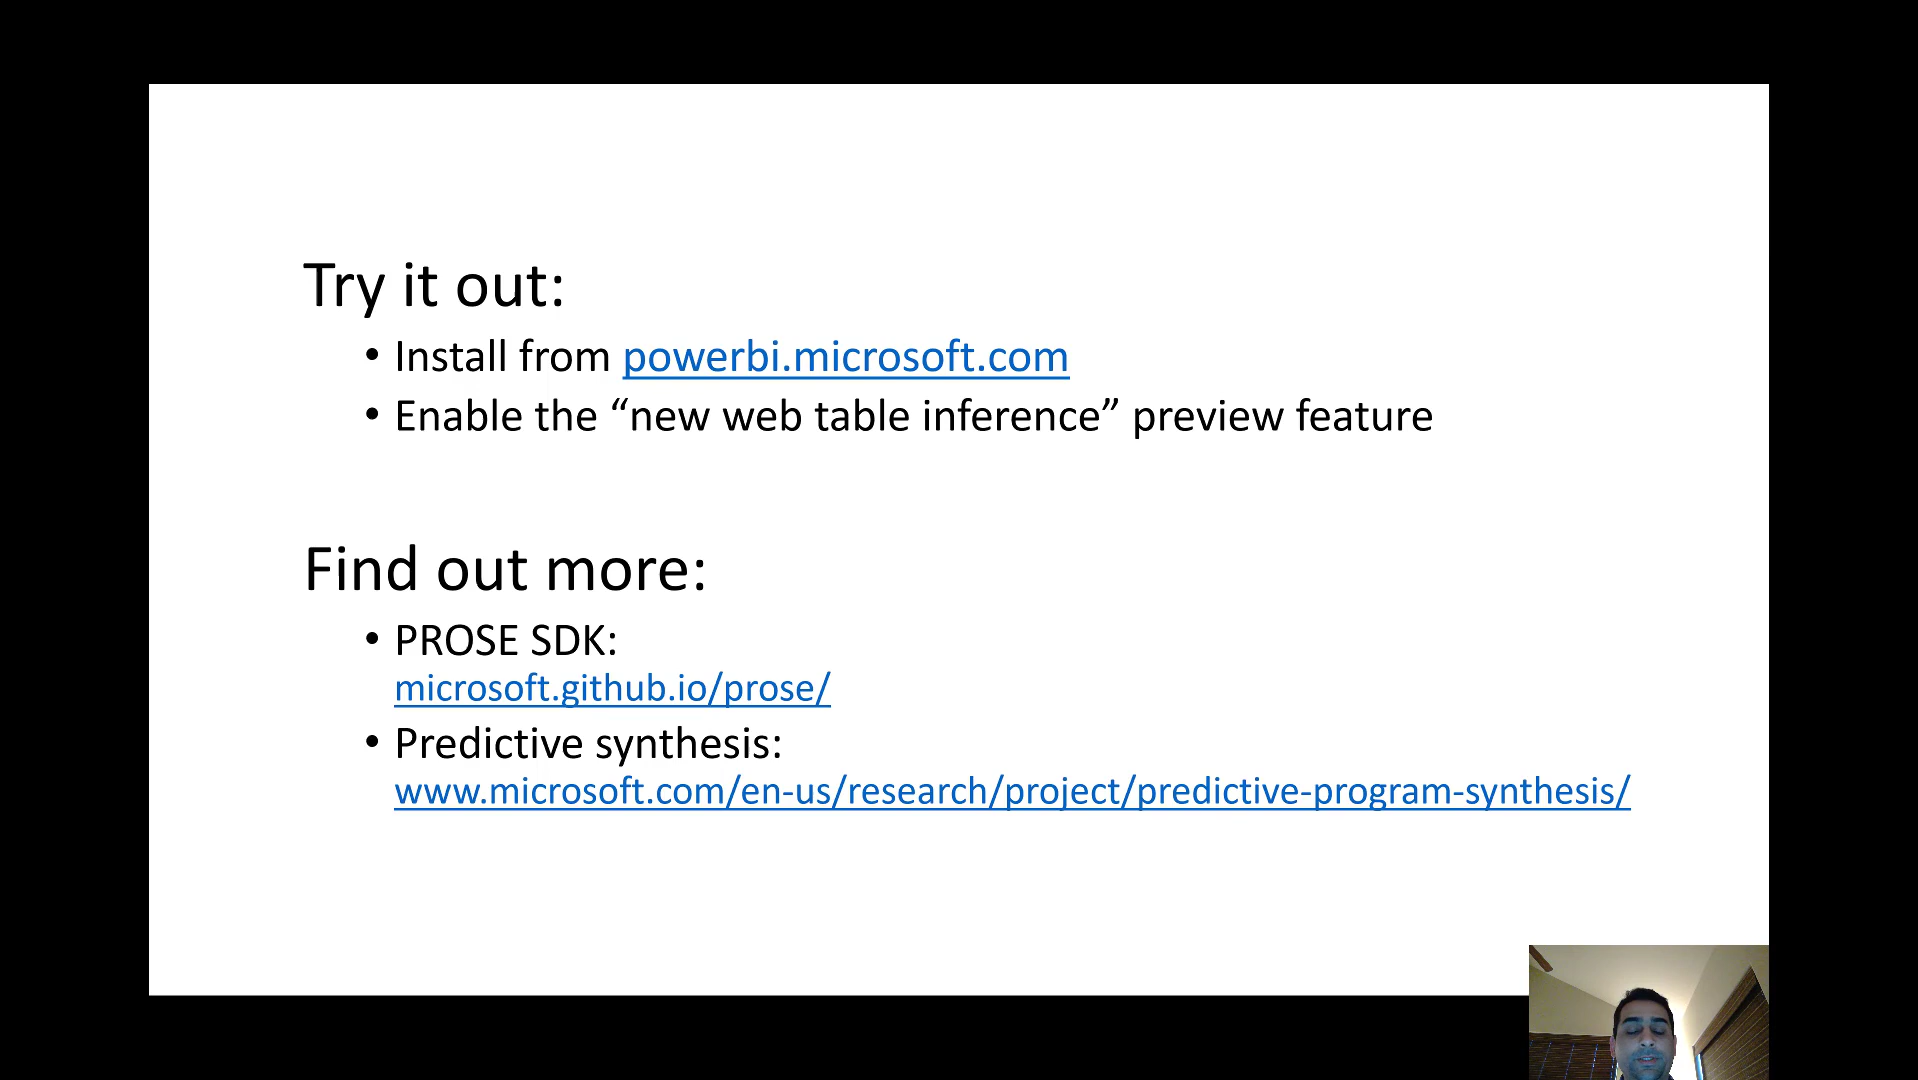 Try it out:
• Install from powerbi.microsoft.com
• Enable the “new web table inference” preview feature
Find out more:
• PROSE SDK:
microsoft.github.io/prose/
• Predictive synthesis:
www.microsoft.com/en-us/research/project/predictive-program-synthesis/